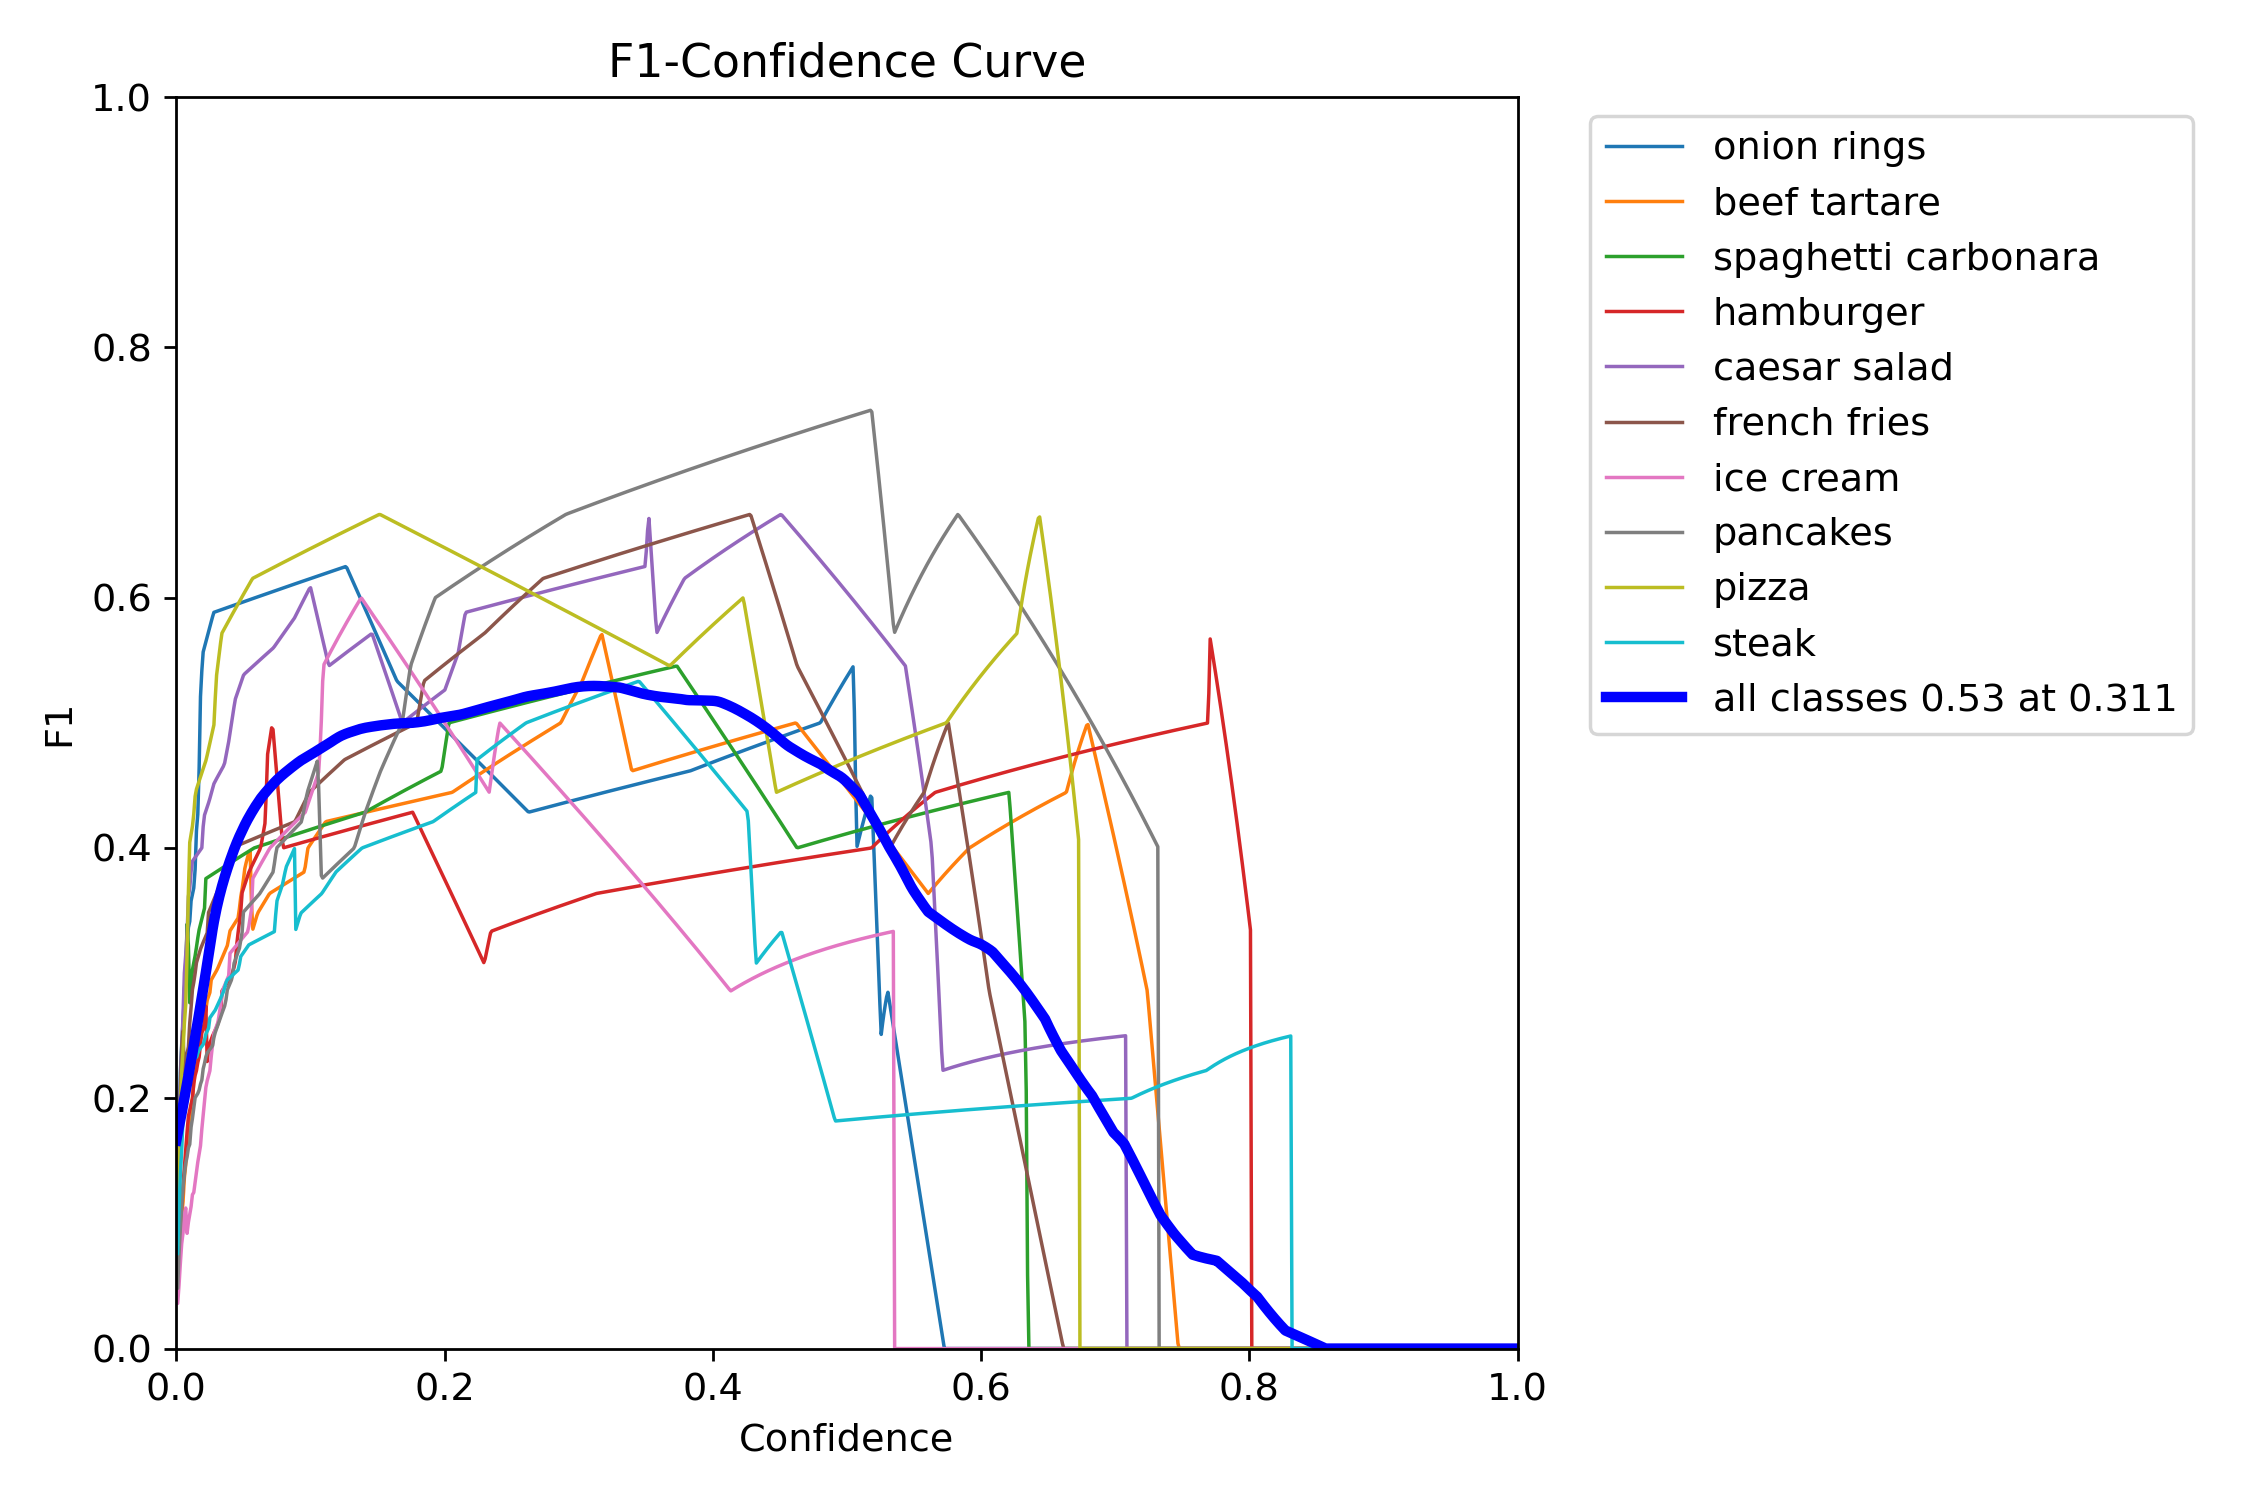 F1-Confidence Curve
1.0
0.8
0.6
0.4
0.2
0.0
F1
0.0 0.2 0.4 0.6 0.8 1.0
Confidence
onion rings
beef tartare
spaghetti carbonara
hamburger
caesar salad
french fries
ice cream
pancakes
pizza
steak
all classes 0.53 at 0.311